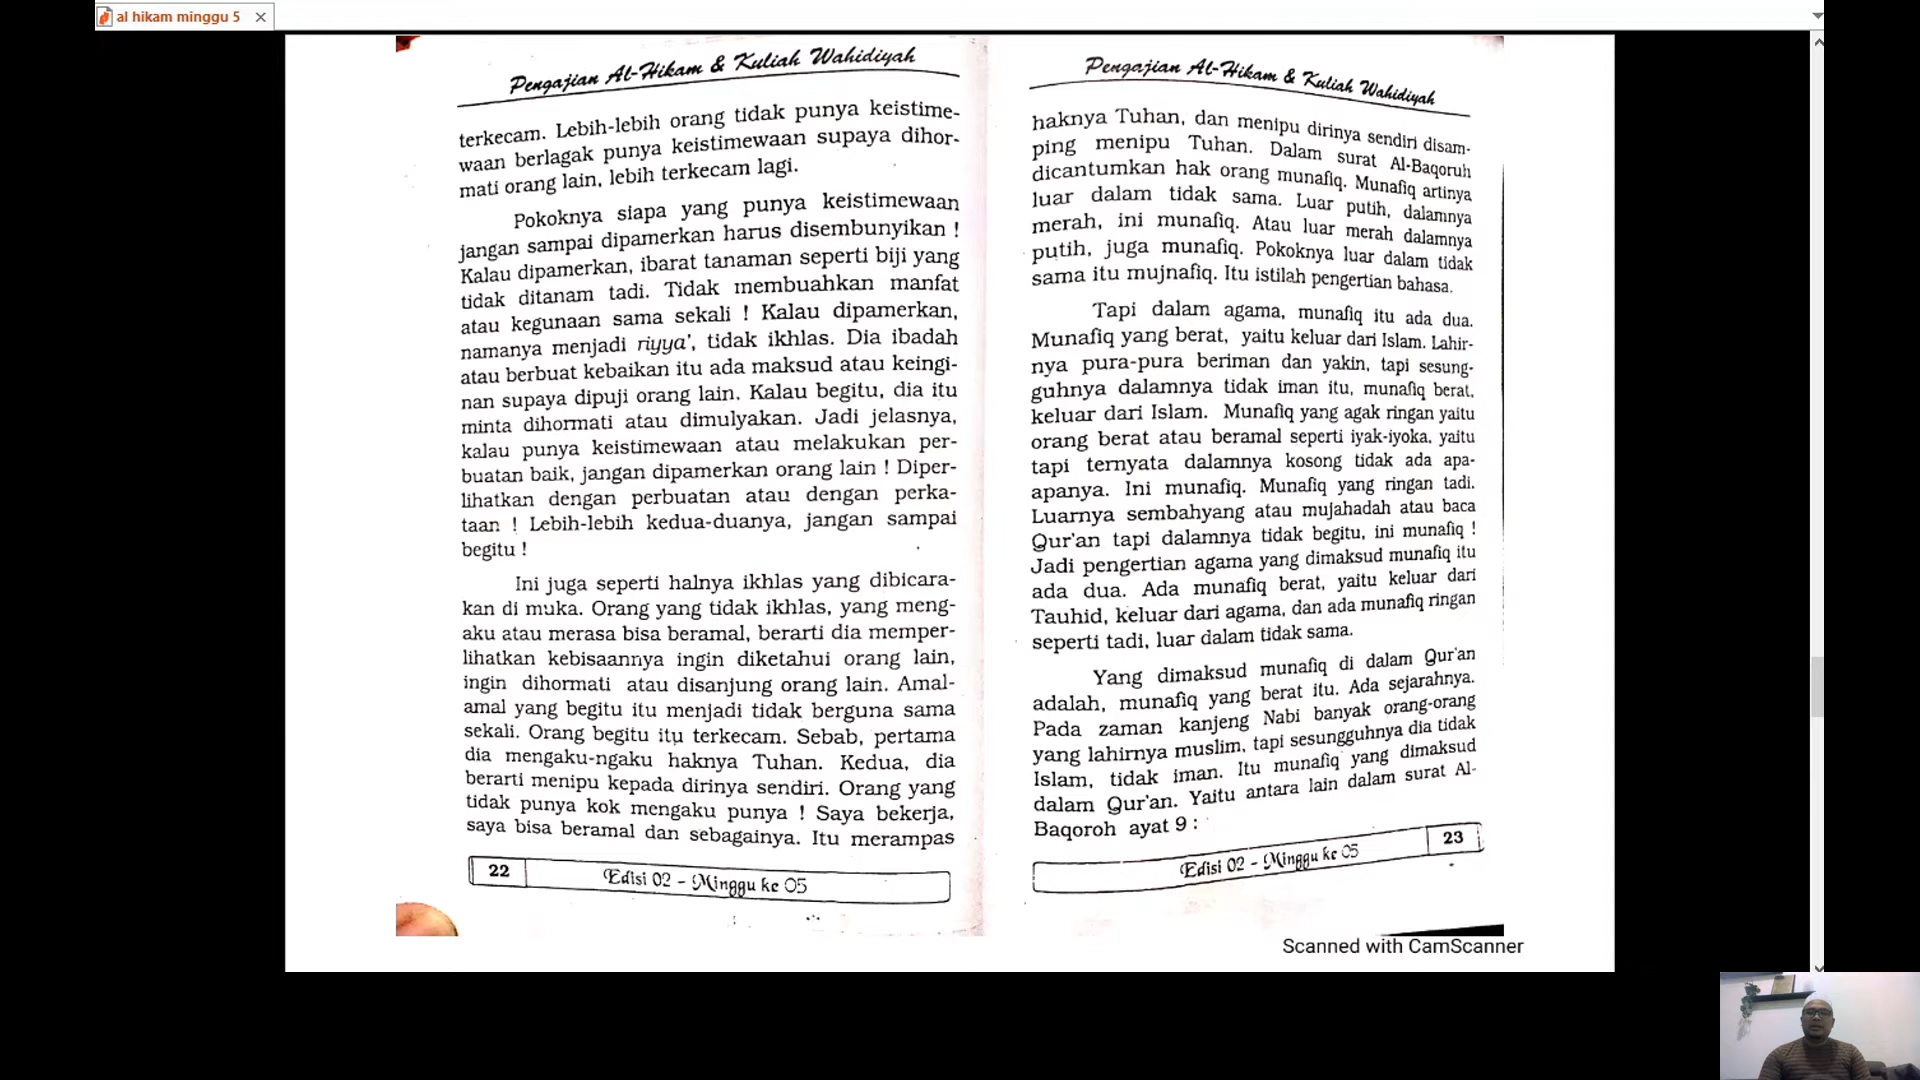 al hikam minggu 5
Pengajian Al-Hikam & Kuliah Wahidiyah
terkecam. Lebih-lebih orang tidak punya keistime-
waan berlagak punya keistimewaan supaya dihor-
mati orang lain, lebih terkecam lagi.
Pokoknya siapa yang punya keistimewaan
jangan sampai dipamerkan harus disembunyikan !
Kalau dipamerkan, ibarat tanaman seperti biji yang
tidak ditanam tadi. Tidak membuahkan manfat
atau kegunaan sama sekali ! Kalau dipamerkan,
namanya menjadi riyya', tidak ikhlas. Dia ibadah
atau berbuat kebaikan itu ada maksud atau keingi-
nan supaya dipuji orang lain. Kalau begitu, dia itu
minta dihormati atau dimulyakan. Jadi jelasnya,
kalau punya keistimewaan atau melakukan per-
buatan baik, jangan dipamerkan orang lain ! Diper-
lihatkan dengan perbuatan atau dengan perka-
taan ! Lebih-lebih kedua-duanya, jangan sampai
begitu !
Ini juga seperti halnya ikhlas yang dibicara-
kan di muka. Orang yang tidak ikhlas, yang meng-
aku atau merasa bisa beramal, berarti dia memper-
lihatkan kebisaannya ingin diketahui orang lain,
ingin dihormati atau disanjung orang lain. Amal-
amal yang begitu itu menjadi tidak berguna sama
sekali. Orang begitu itu terkecam. Sebab, pertama
dia mengaku-ngaku haknya Tuhan. Kedua, dia
berarti menipu kepada dirinya sendiri. Orang yang
tidak punya kok mengaku punya ! Saya bekerja,
saya bisa beramal dan sebagainya. Itu merampas
22 Edisi 02 - Minggu ke 05
Pengajian Al-Hikam & Kuliah Wahidiyah
haknya Tuhan, dan menipu dirinya sendiri disam-
ping menipu Tuhan. Dalam surat Al-Baqoruh
dicantumkan hak orang munafiq. Munafiq artinya
luar dalam tidak sama. Luar putih, dalamnya
merah, ini munafiq. Atau luar merah dalamnya
putih, juga munafiq. Pokoknya luar dalam tidak
sama itu mujnafiq. Itu istilah pengertian bahasa.
Tapi dalam agama, munafiq itu ada dua.
Munafiq yang berat, yaitu keluar dari Islam. Lahir-
nya pura-pura beriman dan yakin, tapi sesung-
guhnya dalamnya tidak iman itu, munafiq berat,
keluar dari Islam. Munafiq yang agak ringan yaitu
orang berat atau beramal seperti iyak-iyoka, yaitu
tapi ternyata dalamnya kosong tidak ada apa-
apanya. Ini munafiq. Munafiq yang ringan tadi.
Luarnya sembahyang atau mujahadah atau baca
Qur'an tapi dalamnya tidak begitu, ini munafiq !
Jadi pengertian agama yang dimaksud munafiq itu
ada dua. Ada munafiq berat, yaitu keluar dari
Tauhid, keluar dari agama, dan ada munafiq ringan
seperti tadi, luar dalam tidak sama.
Yang dimaksud munafiq di dalam Qur'an
adalah, munafiq yang berat itu. Ada sejarahnya.
Pada zaman kanjeng Nabi banyak orang-orang
yang lahirnya muslim, tapi sesungguhnya dia tidak
Islam, tidak iman. Itu munafiq yang dimaksud
dalam Qur'an. Yaitu antara lain dalam surat Al-
Baqoroh ayat 9 :
Edisi 02 - Minggu ke 05 23
Scanned with CamScanner